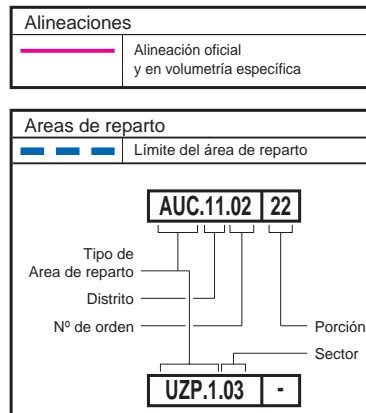 Alineaciones
Alineación oficial
y en volumetría específica
Areas de reparto
Límite del área de reparto
AUC.11.02 22
Tipo de
Area de reparto
Distrito
Nº de orden
Porción
Sector
UZP.1.03 -